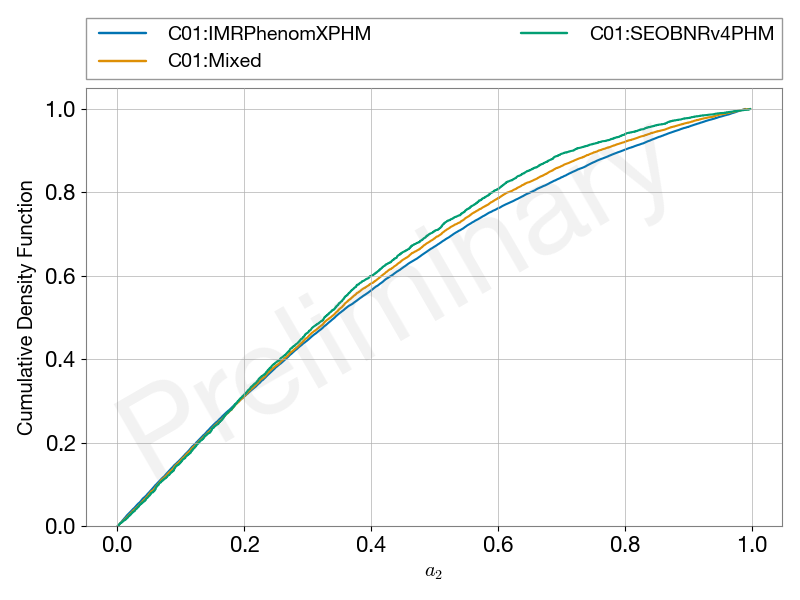 C01:IMRPhenomXPHM
C01:Mixed
C01:SEOBNRv4PHM
Cumulative Density Function
1.0
0.8
0.6
0.4
0.2
0.0
Preliminary
0.0 0.2 0.4 0.6 0.8 1.0
a₂